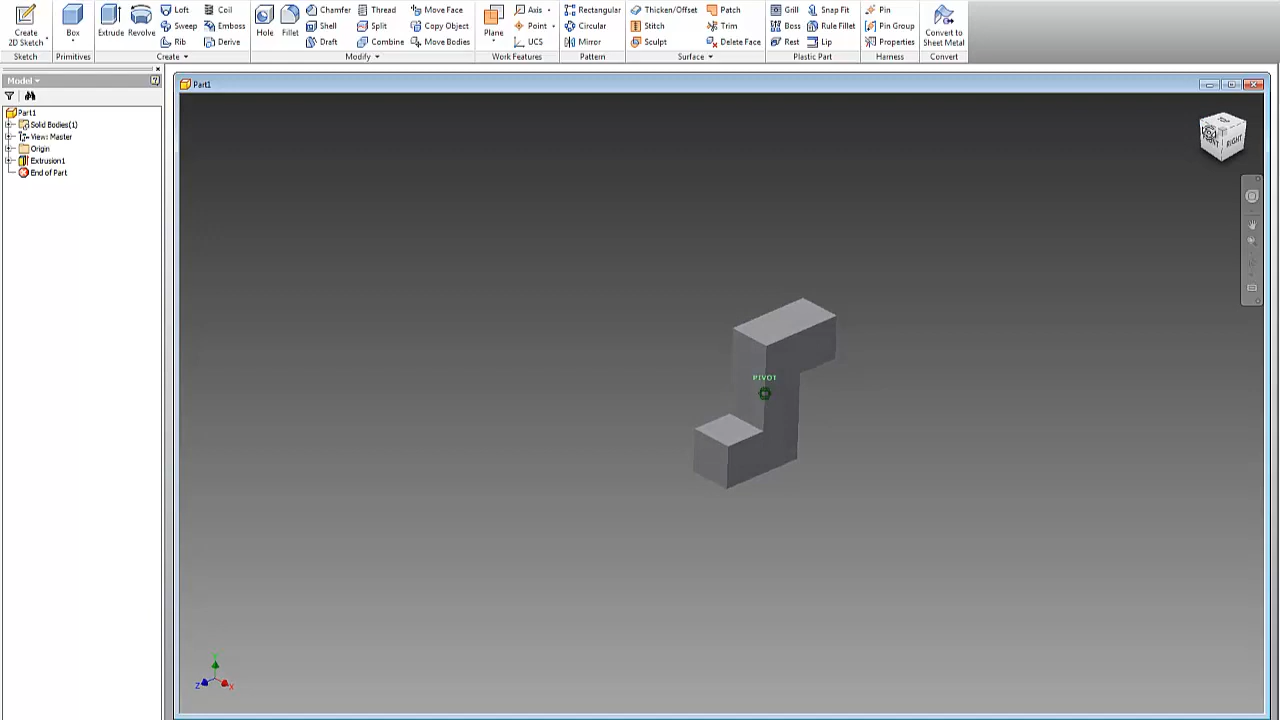 Create
2D Sketch
Sketch
Box
Primitives
Extrude
Revolve
Loft
Sweep
Rib
Coil
Emboss
Derive
Create
Hole
Fillet
Chamfer
Shell
Draft
Thread
Split
Combine
Move Face
Copy Object
Move Bodies
Modify
Plane
Axis
Point
UCS
Work Features
Rectangular
Circular
Mirror
Pattern
Thicken/Offset
Stitch
Sculpt
Patch
Trim
Delete Face
Surface
Grill
Boss
Rest
Snap Fit
Rule Fillet
Lip
Plastic Part
Pin
Pin Group
Properties
Harness
Convert to
Sheet Metal
Convert
Model
Part1
Solid Bodies(1)
View: Master
Origin
Extrusion1
End of Part
Part1
FRONT
RIGHT
PIVOT
Y
Z
X